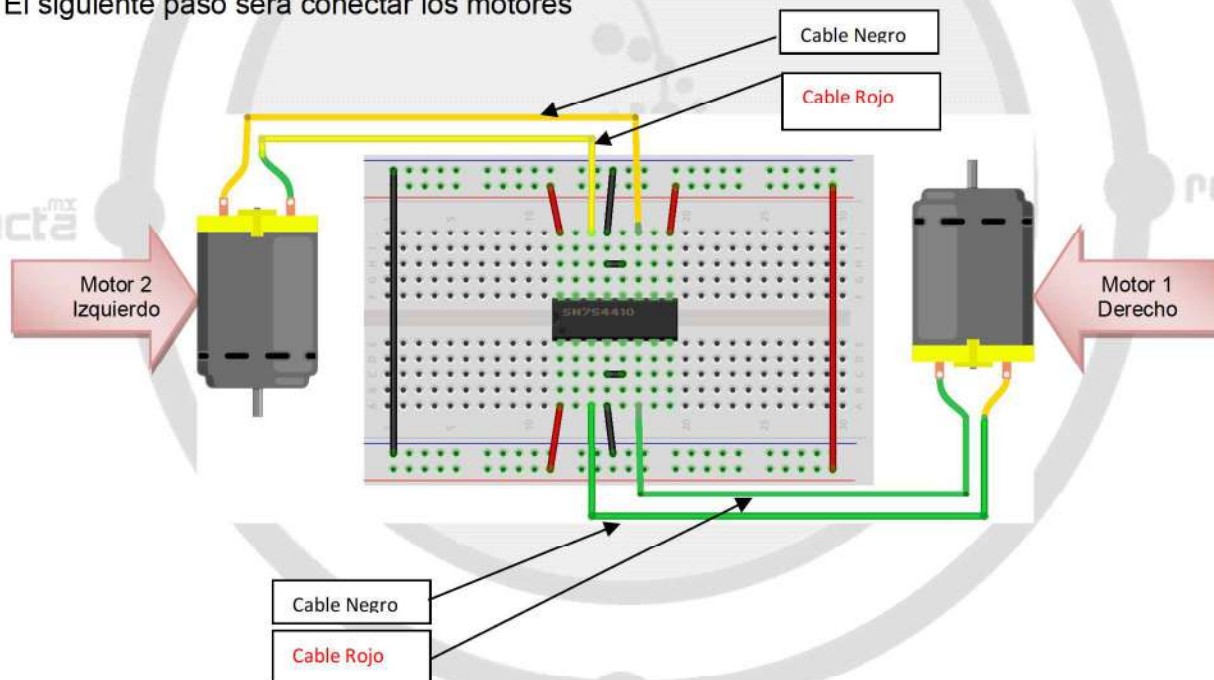 El siguiente paso será conectar los motores
Cable Negro
Cable Rojo
Motor 2
Izquierdo
Motor 1
Derecho
SN754410
Cable Negro
Cable Rojo